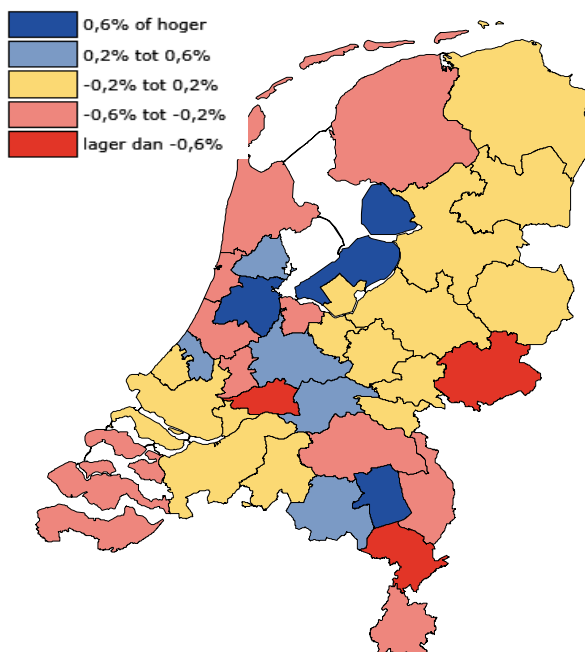 0,6% of hoger
0,2% tot 0,6%
-0,2% tot 0,2%
-0,6% tot -0,2%
lager dan -0,6%